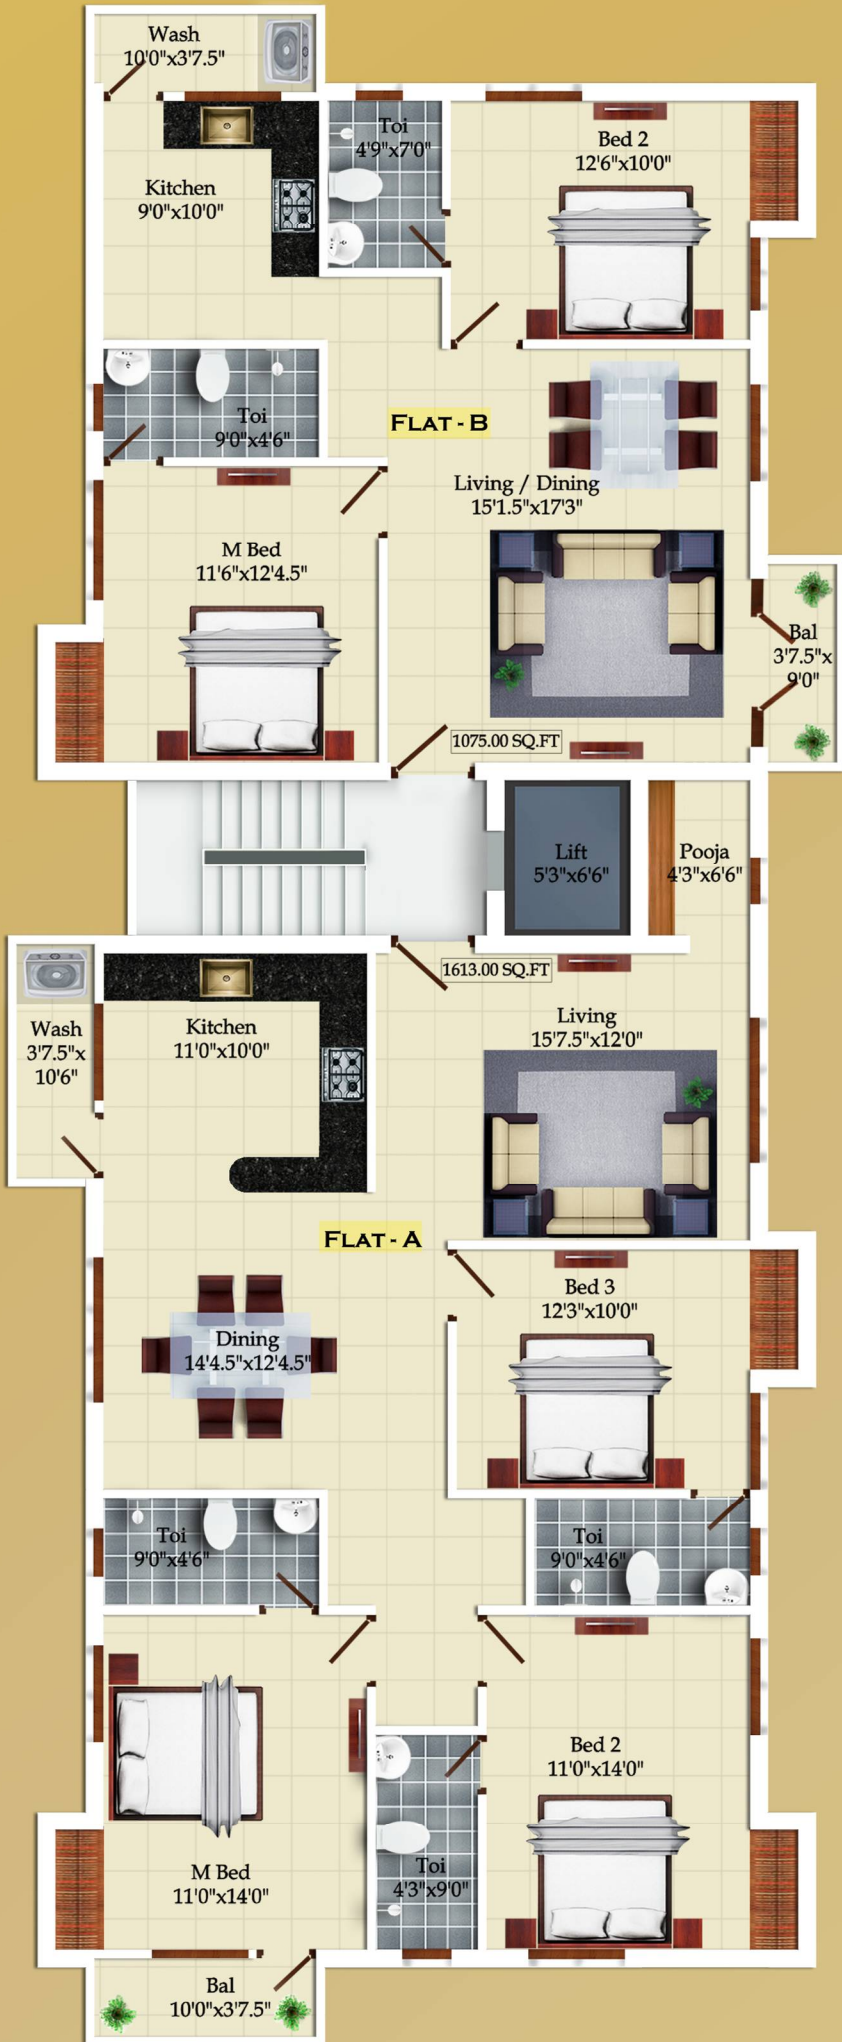 Wash
10'0"x3'7.5"
Toi
4'9"x7'0"
Bed 2
12'6"x10'0"
Kitchen
9'0"x10'0"
Toi
9'0"x4'6"
FLAT - B
Living / Dining
15'1.5"x17'3"
M Bed
11'6"x12'4.5"
Bal
3'7.5"x
9'0"
1075.00 SQ.FT
Lift
5'3"x6'6"
Pooja
4'3"x6'6"
1613.00 SQ.FT
Wash
3'7.5"x
10'6"
Kitchen
11'0"x10'0"
Living
15'7.5"x12'0"
FLAT - A
Bed 3
12'3"x10'0"
Dining
14'4.5"x12'4.5"
Toi
9'0"x4'6"
Toi
9'0"x4'6"
Bed 2
11'0"x14'0"
M Bed
11'0"x14'0"
Toi
4'3"x9'0"
Bal
10'0"x3'7.5"